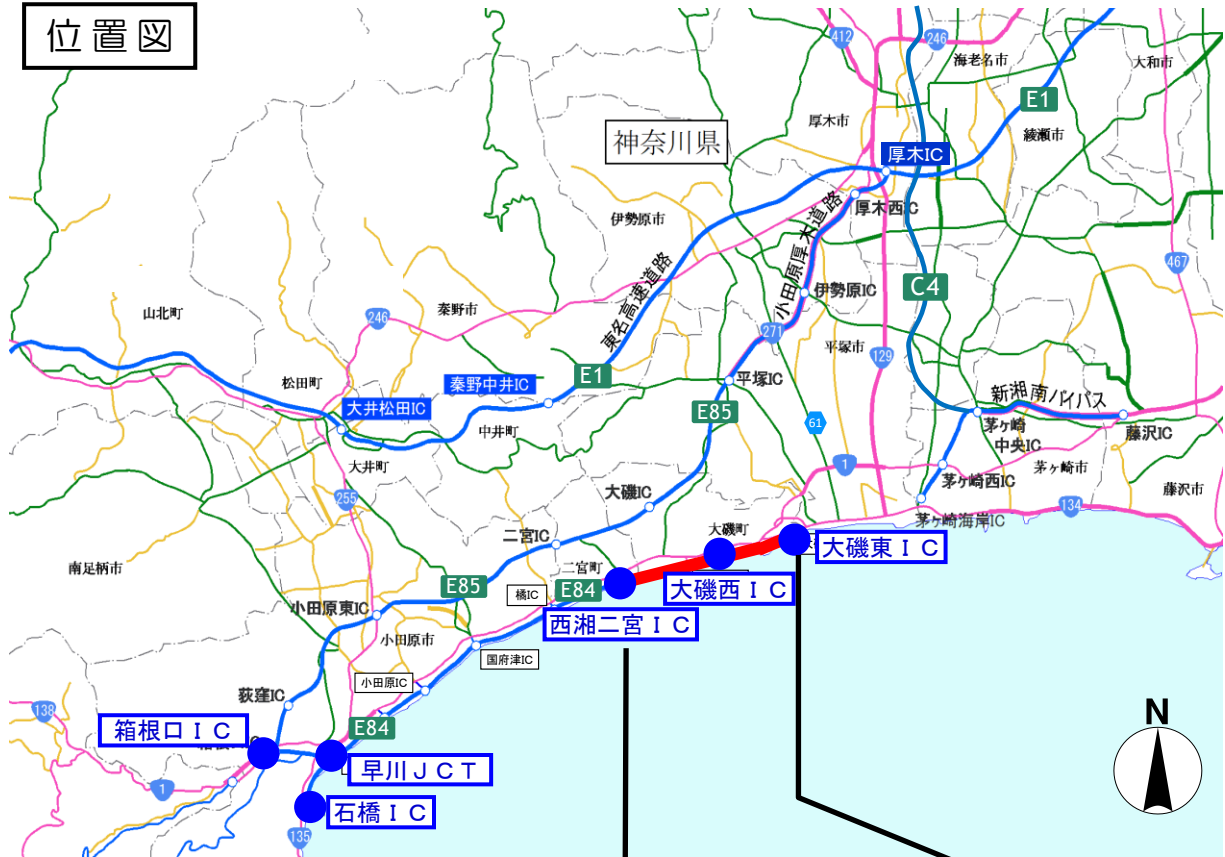 位置図
412
246
海老名市
大和市
E1
厚木市
綾瀬市
神奈川県
厚木IC
厚木西IC
伊勢原市
小田原厚木道路
467
東名高速道路
C4
伊勢原IC
山北町
秦野市
246
271
平塚市
129
松田町
秦野中井IC
E1
平塚IC
新湘南バイパス
大井松田IC
E85
61
茅ヶ崎
中央IC
藤沢IC
中井町
大井町
1
茅ヶ崎市
茅ヶ崎西IC
藤沢市
255
大磯IC
134
茅ヶ崎海岸IC
大磯町
二宮IC
大磯東IC
南足柄市
二宮町
E85
E84
橘IC
大磯西IC
小田原東IC
西湘二宮IC
小田原市
国府津IC
小田原IC
荻窪IC
138
E84
箱根口IC
早川JCT
1
石橋IC
135
N